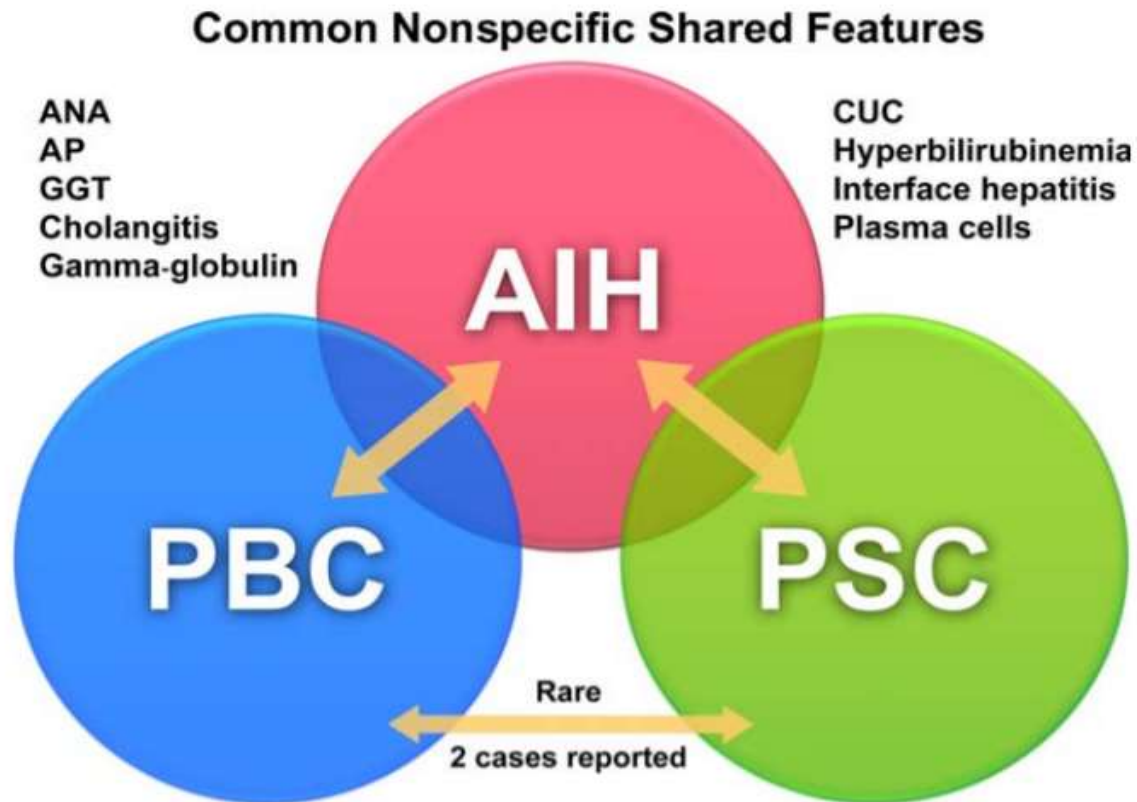 Common Nonspecific Shared Features
ANA
AP
GGT
Cholangitis
Gamma-globulin
CUC
Hyperbilirubinemia
Interface hepatitis
Plasma cells
AIH
PBC
PSC
Rare
2 cases reported